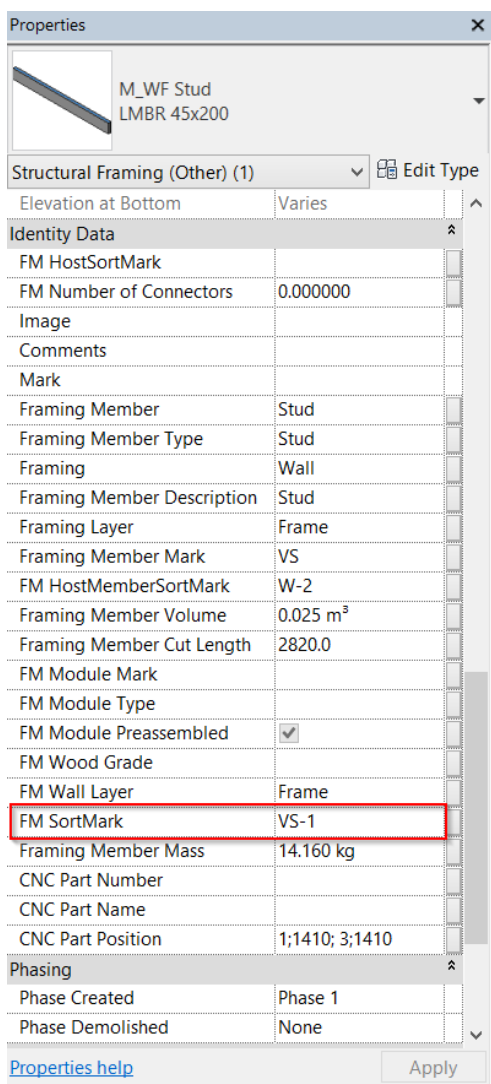 Properties
M_WF Stud
LMBR 45x200
Structural Framing (Other) (1) Edit Type
Elevation at Bottom Varies
Identity Data
FM HostSortMark
FM Number of Connectors 0.000000
Image
Comments
Mark
Framing Member Stud
Framing Member Type Stud
Framing Wall
Framing Member Description Stud
Framing Layer Frame
Framing Member Mark VS
FM HostMemberSortMark W-2
Framing Member Volume 0.025 m³
Framing Member Cut Length 2820.0
FM Module Mark
FM Module Type
FM Module Preassembled
FM Wood Grade
FM Wall Layer Frame
FM SortMark VS-1
Framing Member Mass 14.160 kg
CNC Part Number
CNC Part Name
CNC Part Position 1;1410; 3;1410
Phasing
Phase Created Phase 1
Phase Demolished None
Properties help Apply